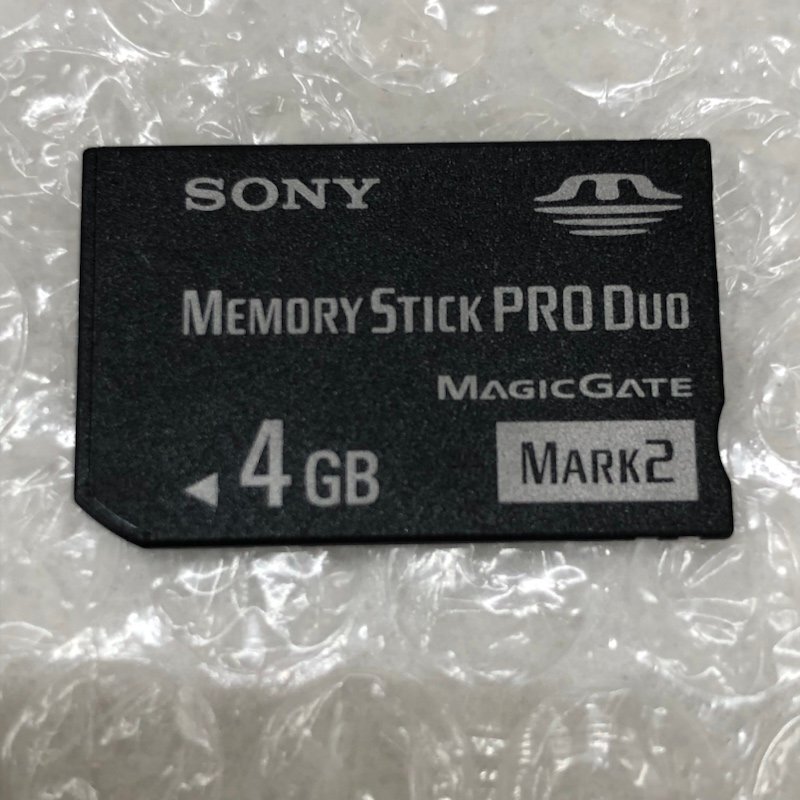 SONY
MEMORY STICK PRO DUO
MAGICGATE
4 GB
MARK2